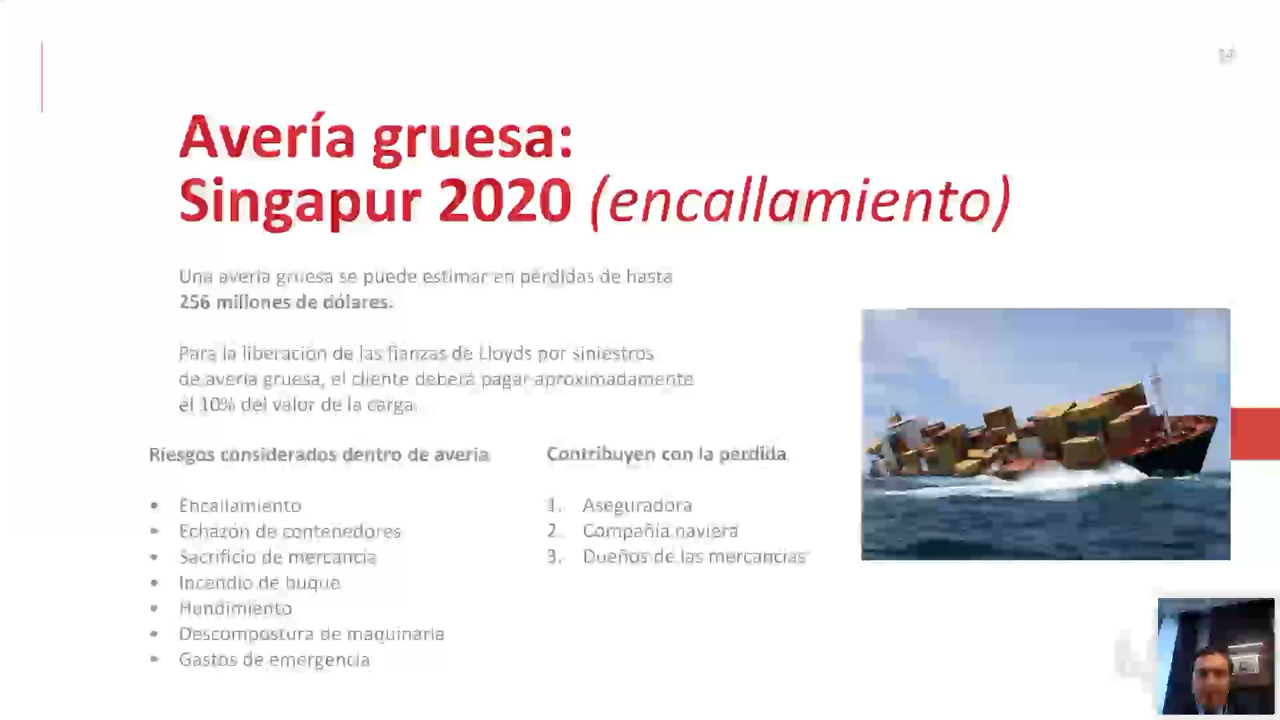 Avería gruesa:
Singapur 2020 (encallamiento)
Una avería gruesa se puede estimar en pérdidas de hasta
256 millones de dólares.
Para la liberación de las fianzas de Lloyds por siniestros
de avería gruesa, el cliente deberá pagar aproximadamente
el 10% del valor de la carga.
Riesgos considerados dentro de avería
• Encallamiento
• Echazón de contenedores
• Sacrificio de mercancía
• Incendio de buque
• Hundimiento
• Descompostura de maquinaria
• Gastos de emergencia
Contribuyen con la perdida
1. Aseguradora
2. Compañía naviera
3. Dueños de las mercancías